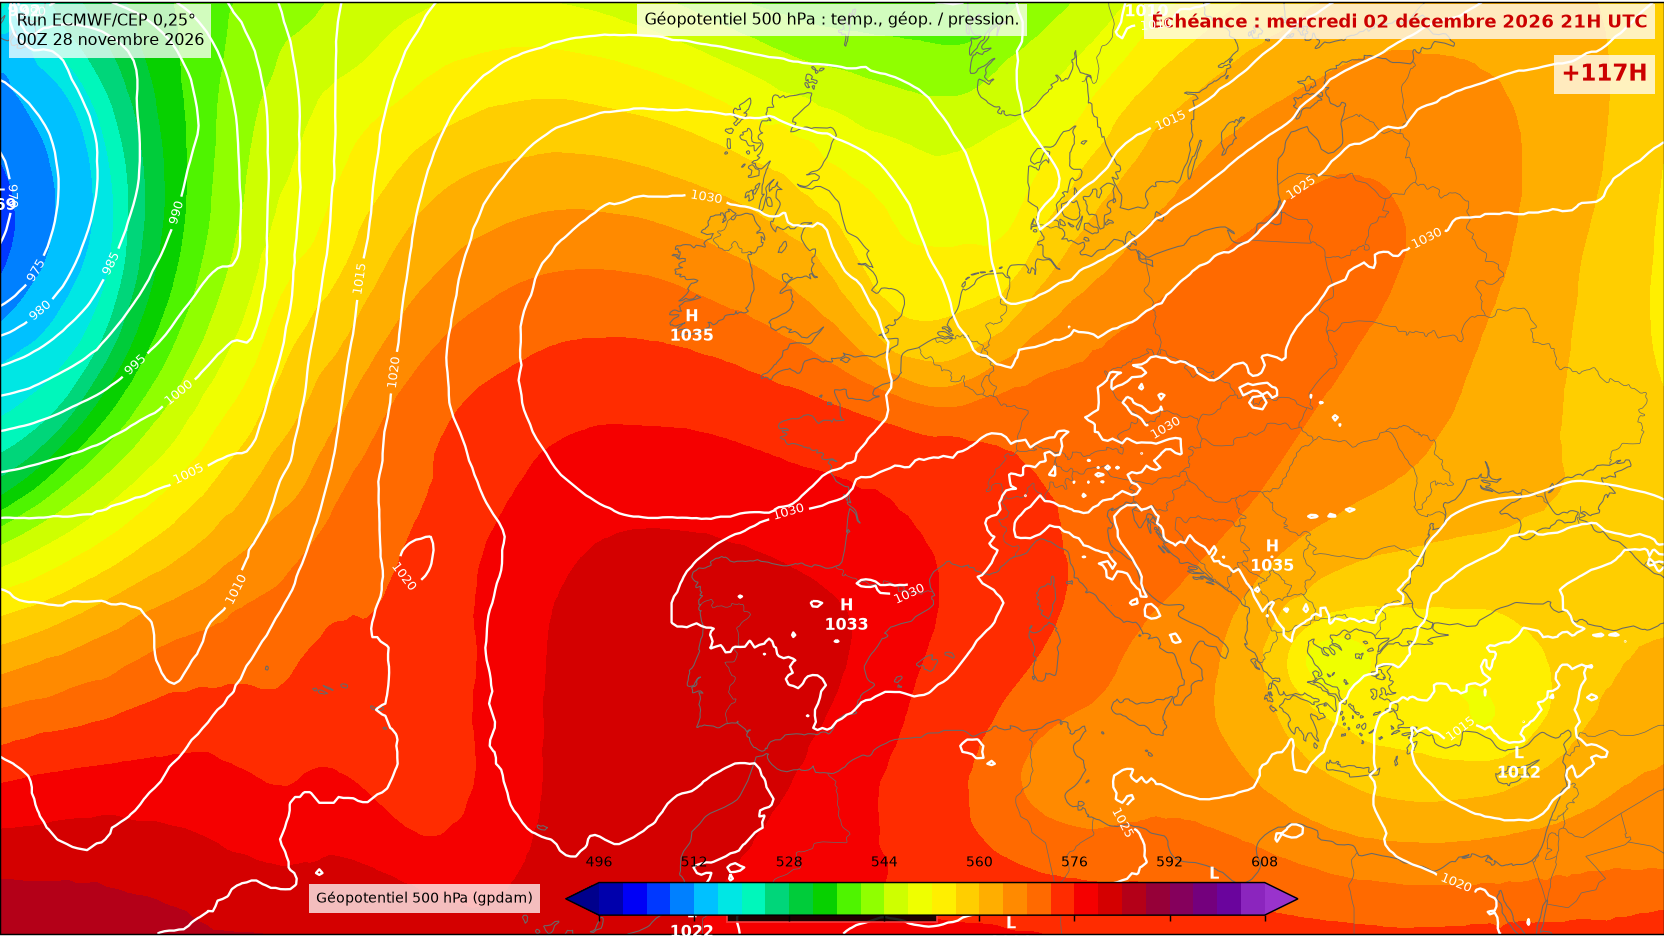 Run ECMWF/CEP 0,25°
00Z 28 novembre 2026
Géopotentiel 500 hPa : temp., géop. / pression.
Échéance : mercredi 02 décembre 2026 21H UTC
+117H
1015
1030
970
990
1025
1030
975
985
1015
980
H
1035
995
1020
1000
1030
1005
1030
H
1035
1020
1010
1030
H
1033
1015
L
1012
1025
496 512 528 544 560 576 592 608
L
1020
Géopotentiel 500 hPa (gpdam)
L
1022